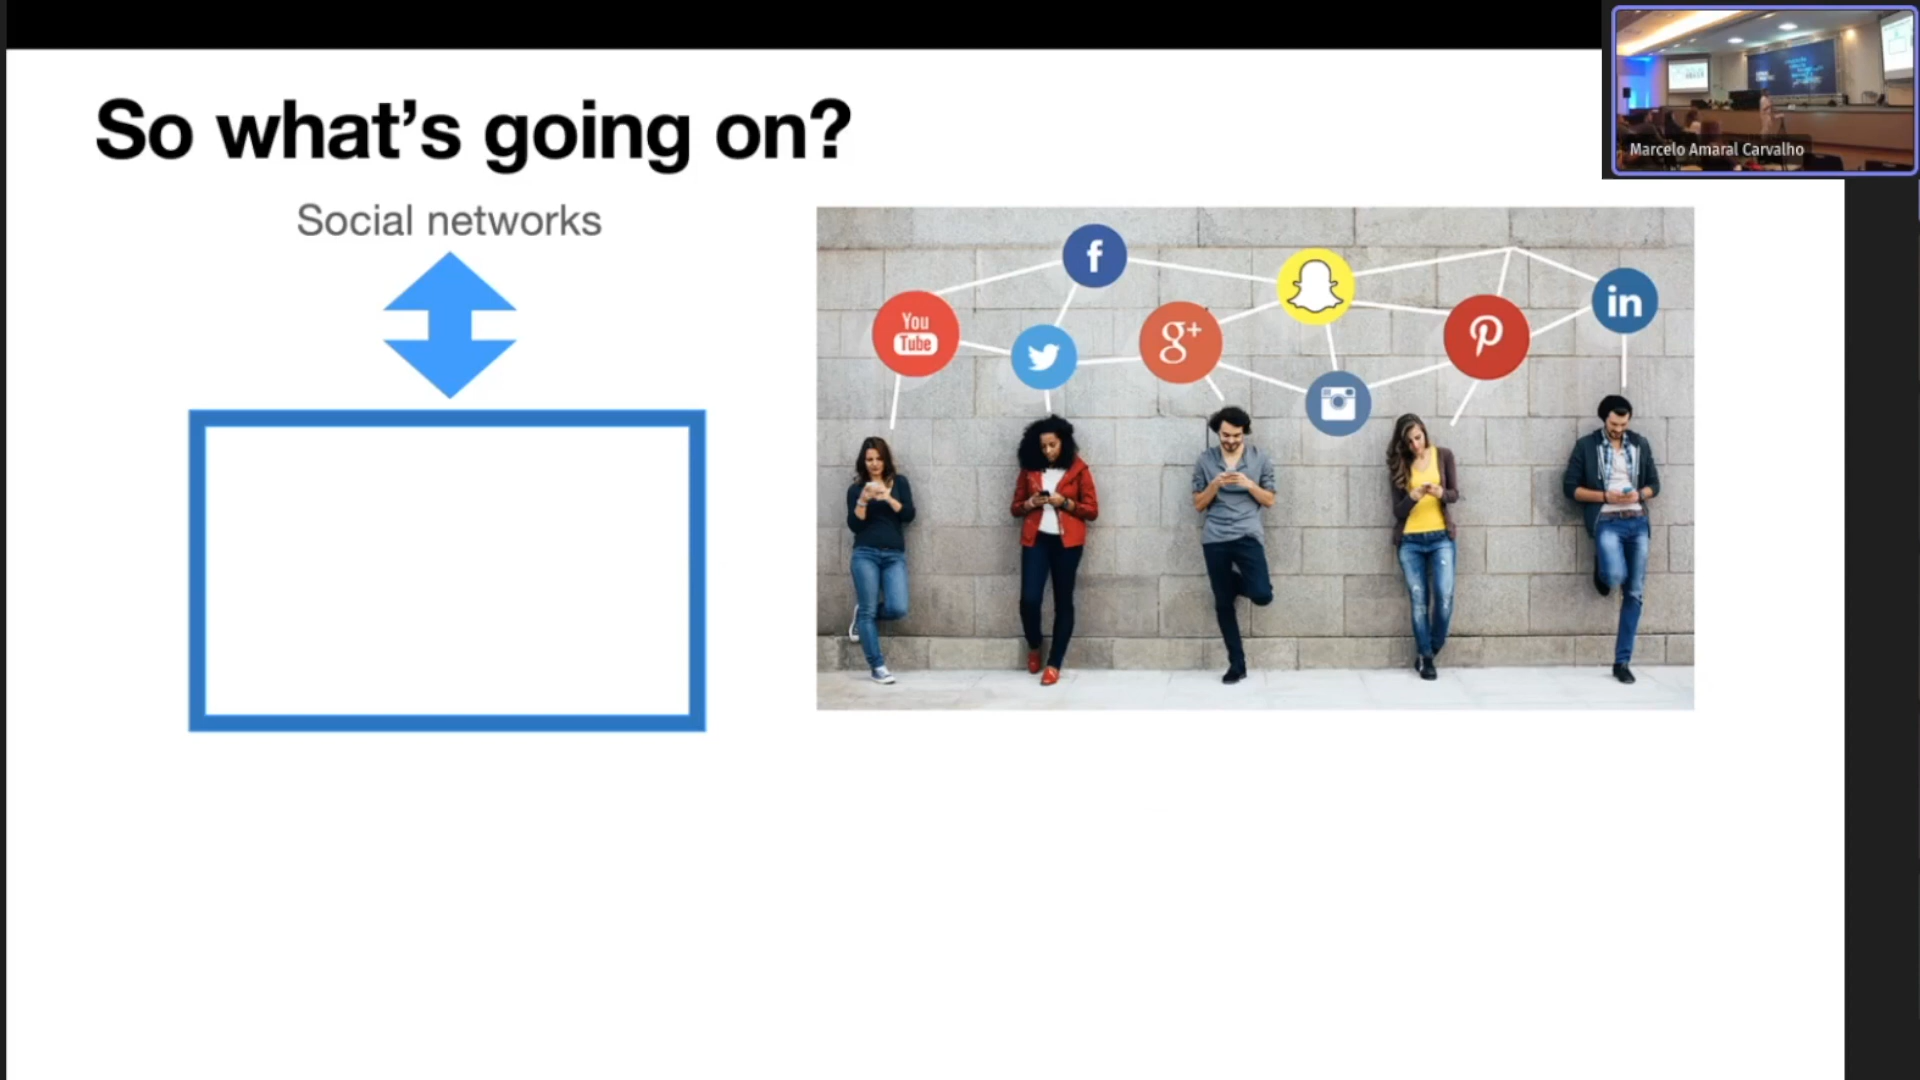 So what's going on?
Marcelo Amaral Carvalho
Social networks
f
in
You
Tube
g+